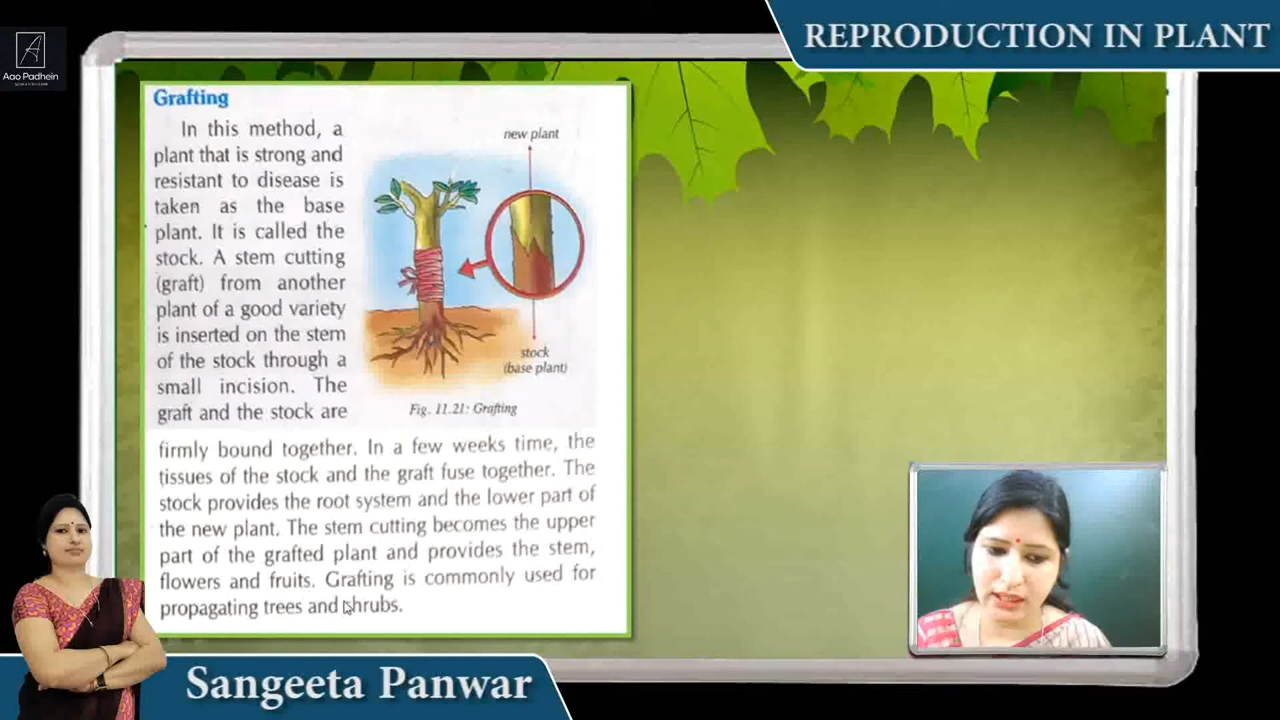 Aao Padhein
REPRODUCTION IN PLANT
Grafting
In this method, a
plant that is strong and
resistant to disease is
taken as the base
plant. It is called the
stock. A stem cutting
(graft) from another
plant of a good variety
is inserted on the stem
of the stock through a
small incision. The
graft and the stock are
new plant
stock
(base plant)
Fig. 11.21: Grafting
firmly bound together. In a few weeks time, the
tissues of the stock and the graft fuse together. The
stock provides the root system and the lower part of
the new plant. The stem cutting becomes the upper
part of the grafted plant and provides the stem,
flowers and fruits. Grafting is commonly used for
propagating trees and shrubs.
Sangeeta Panwar